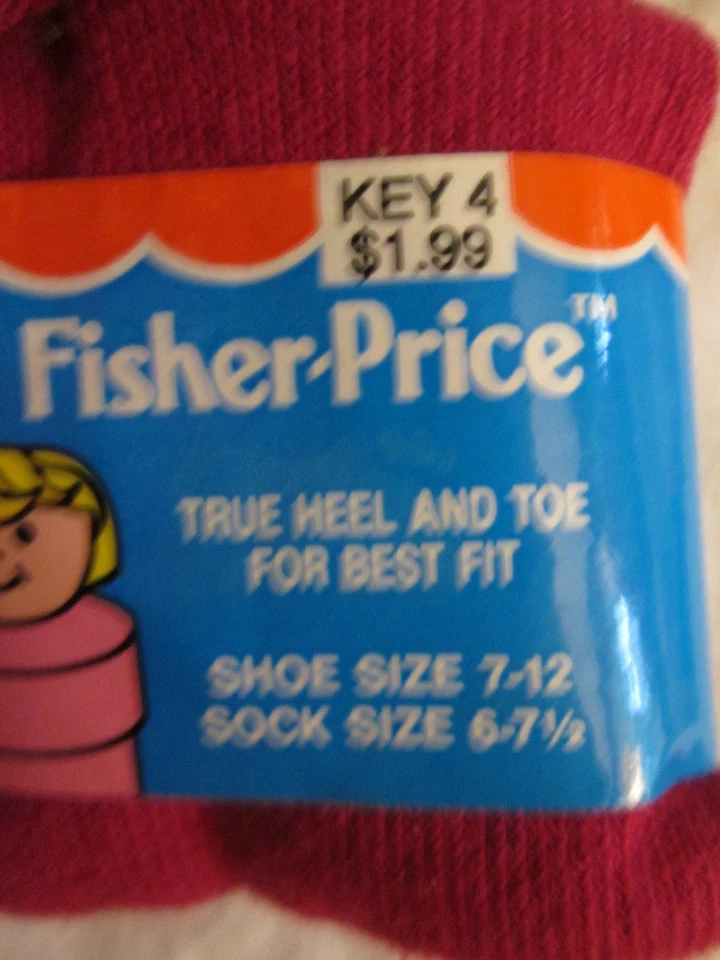 KEY 4
$1.99
Fisher-Price™
TRUE HEEL AND TOE
FOR BEST FIT
SHOE SIZE 7-12
SOCK SIZE 6-7½